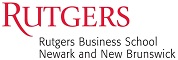 RUTGERS
Rutgers Business School
Newark and New Brunswick